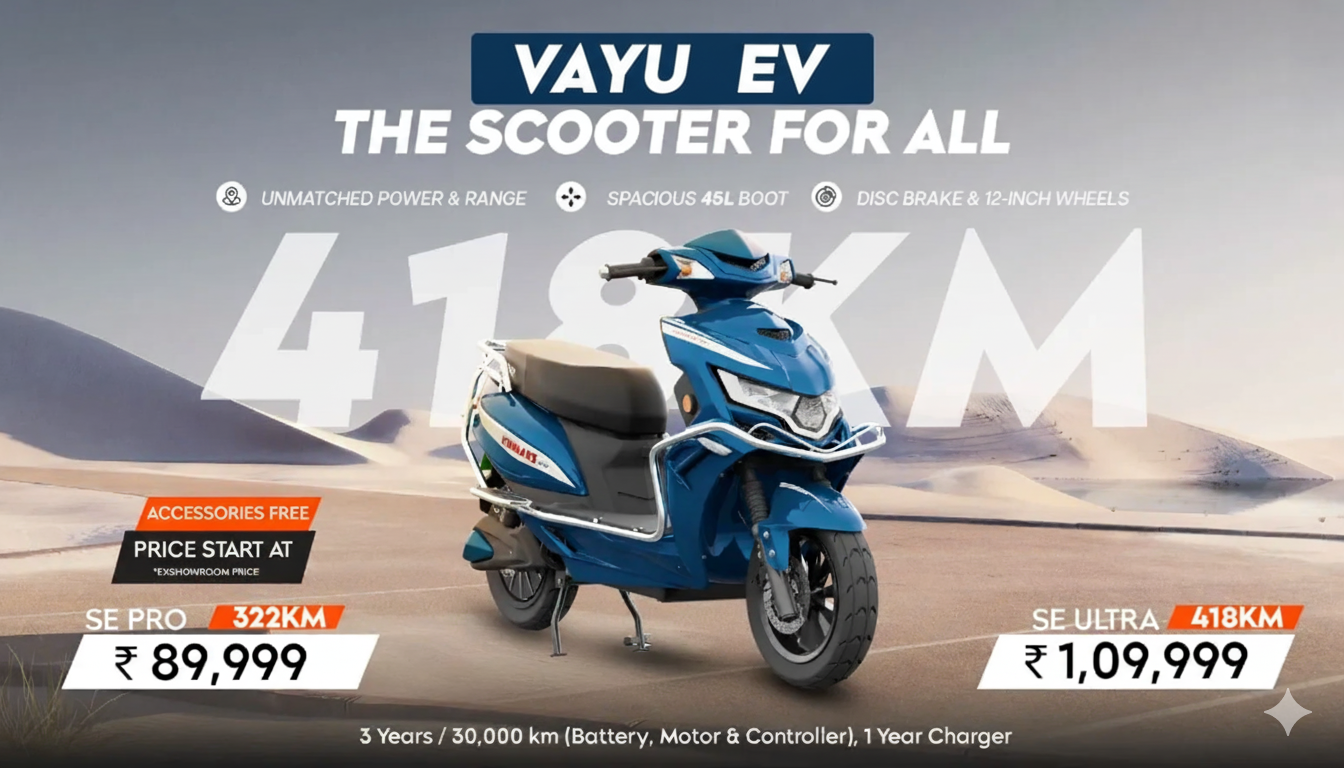 VAYU EV
THE SCOOTER FOR ALL
UNMATCHED POWER & RANGE
SPACIOUS 45L BOOT
DISC BRAKE & 12-INCH WHEELS
418KM
ACCESSORIES FREE
PRICE START AT
*EXSHOWROOM PRICE
SE PRO 322KM
₹ 89,999
SE ULTRA 418KM
₹ 1,09,999
3 Years / 30,000 km (Battery, Motor & Controller), 1 Year Charger